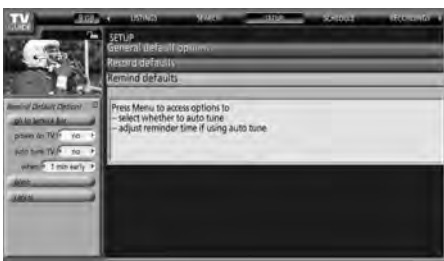 TV GUIDE
LISTINGS SEARCH SETUP SCHEDULE RECORDINGS
SETUP
General default options
Record defaults
Remind defaults
Press Menu to access options to
– select whether to auto tune
– adjust reminder time if using auto tune
Remind Default Options
go to service bar
power on TV? no
auto tune TV? no
when? 1 min early